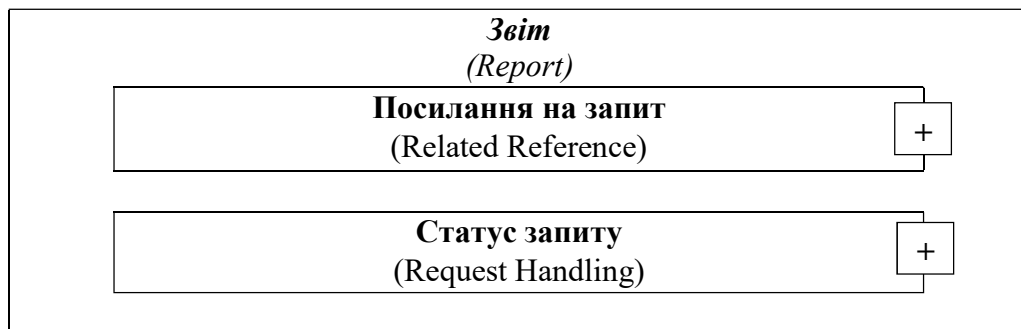 Звіт
(Report)
Посилання на запит
(Related Reference)
+
Статус запиту
(Request Handling)
+